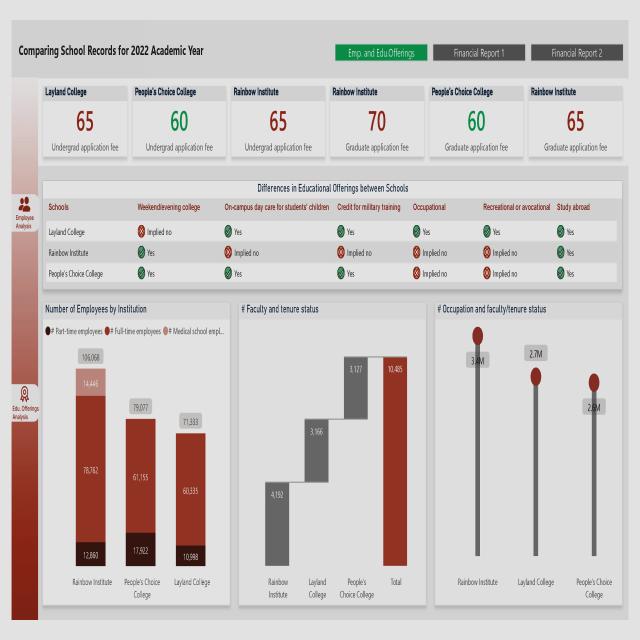 Comparing School Records for 2022 Academic Year
Emp. and Edu.Offerings
Financial Report 1
Financial Report 2
Layland College
65
Undergrad application fee
People's Choice College
60
Undergrad application fee
Rainbow Institute
65
Undergrad application fee
Rainbow Institute
70
Graduate application fee
People's Choice College
60
Graduate application fee
Rainbow Institute
65
Graduate application fee
Employee
Analysis
Edu. Offerings
Analysis
Differences in Educational Offerings between Schools
Schools Weekend/evening college On-campus day care for students' children Credit for military training Occupational Recreational or avocational Study abroad
Layland College Implied no Yes Yes Yes Yes Yes
Rainbow Institute Yes Implied no Implied no Implied no Implied no Yes
People's Choice College Yes Yes Yes Implied no Implied no Yes
Number of Employees by Institution
# Part-time employees # Full-time employees # Medical school empl...
106,068
14,446
78,762
12,860
79,077
61,155
17,922
71,333
60,335
10,998
Rainbow Institute
People's Choice
College
Layland College
# Faculty and tenure status
4,192
3,166
3,127
10,485
Rainbow
Institute
Layland
College
People's
Choice College
Total
# Occupation and faculty/tenure status
2.7M
Rainbow Institute
Layland College
People's Choice
College